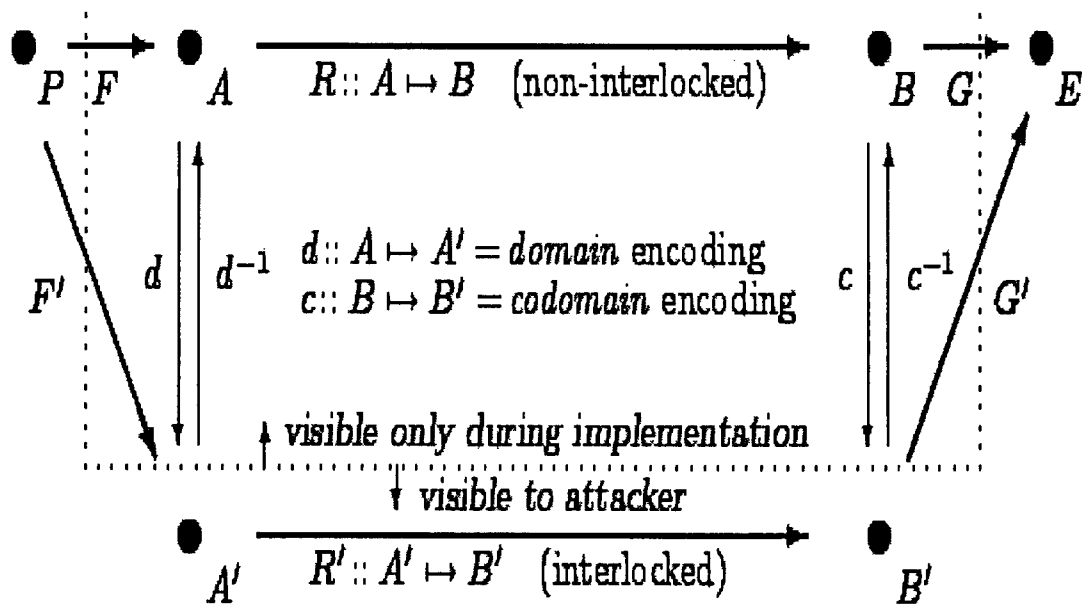 P F A R :: A ↦ B (non-interlocked) B G E
d :: A ↦ A′ = domain encoding
F′ d d⁻¹ c c⁻¹ G′
c :: B ↦ B′ = codomain encoding
visible only during implementation
visible to attacker
A′ R′ :: A′ ↦ B′ (interlocked) B′